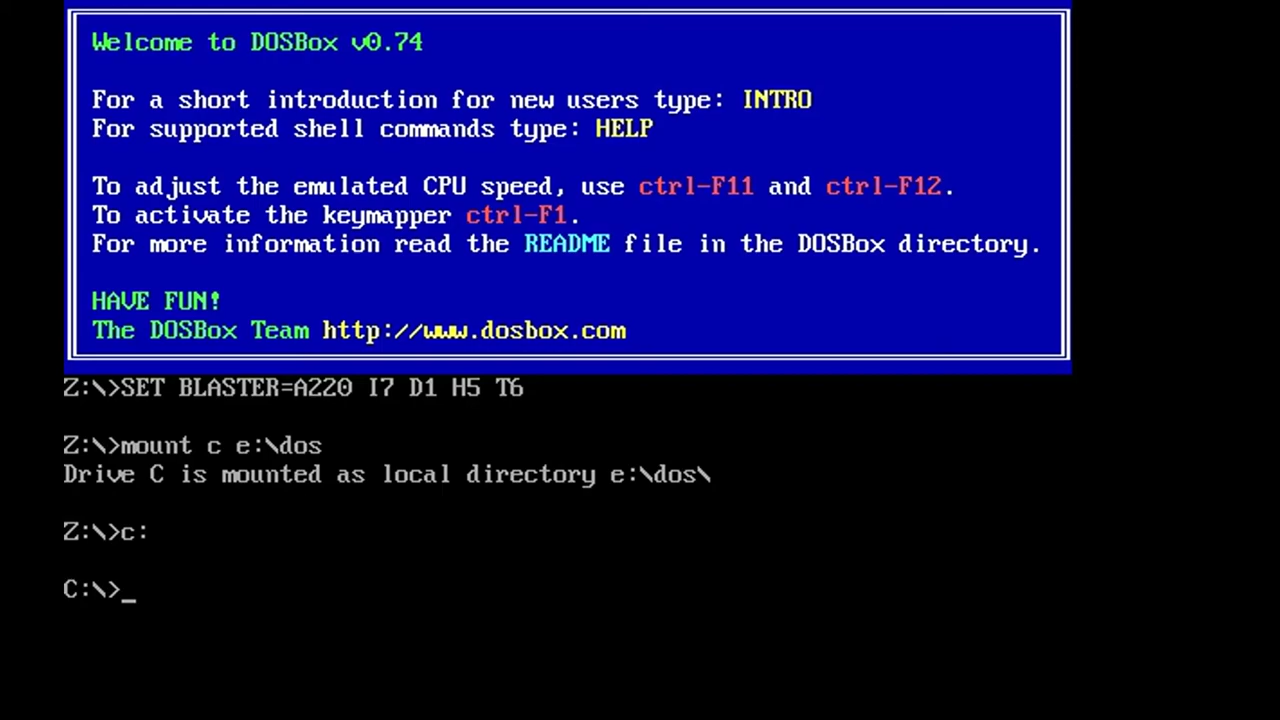 Welcome to DOSBox v0.74
For a short introduction for new users type: INTRO
For supported shell commands type: HELP
To adjust the emulated CPU speed, use ctrl-F11 and ctrl-F12.
To activate the keymapper ctrl-F1.
For more information read the README file in the DOSBox directory.
HAVE FUN!
The DOSBox Team http://www.dosbox.com
Z:\>SET BLASTER=A220 I7 D1 H5 T6
Z:\>mount c e:\dos
Drive C is mounted as local directory e:\dos\
Z:\>c:
C:\>_